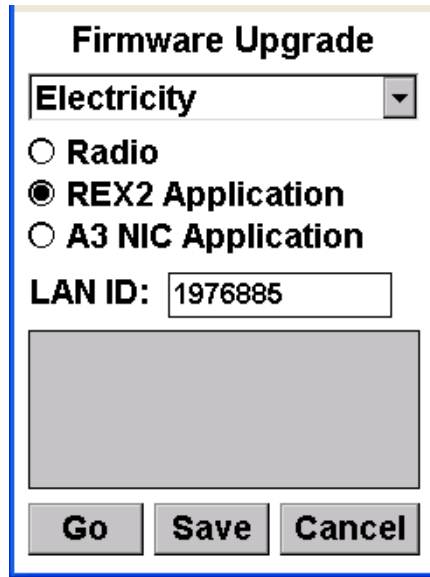 Firmware Upgrade
Electricity
Radio
REX2 Application
A3 NIC Application
LAN ID: 1976885
Go Save Cancel